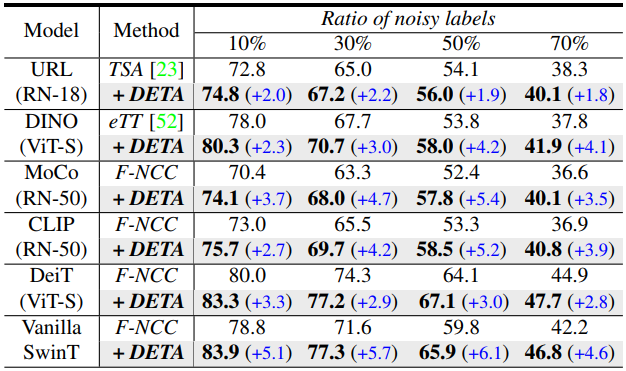 Model Method Ratio of noisy labels
10% 30% 50% 70%
URL TSA [23] 72.8 65.0 54.1 38.3
(RN-18) + DETA 74.8 (+2.0) 67.2 (+2.2) 56.0 (+1.9) 40.1 (+1.8)
DINO eTT [52] 78.0 67.7 53.8 37.8
(ViT-S) + DETA 80.3 (+2.3) 70.7 (+3.0) 58.0 (+4.2) 41.9 (+4.1)
MoCo F-NCC 70.4 63.3 52.4 36.6
(RN-50) + DETA 74.1 (+3.7) 68.0 (+4.7) 57.8 (+5.4) 40.1 (+3.5)
CLIP F-NCC 73.0 65.5 53.3 36.9
(RN-50) + DETA 75.7 (+2.7) 69.7 (+4.2) 58.5 (+5.2) 40.8 (+3.9)
DeiT F-NCC 80.0 74.3 64.1 44.9
(ViT-S) + DETA 83.3 (+3.3) 77.2 (+2.9) 67.1 (+3.0) 47.7 (+2.8)
Vanilla F-NCC 78.8 71.6 59.8 42.2
SwinT + DETA 83.9 (+5.1) 77.3 (+5.7) 65.9 (+6.1) 46.8 (+4.6)